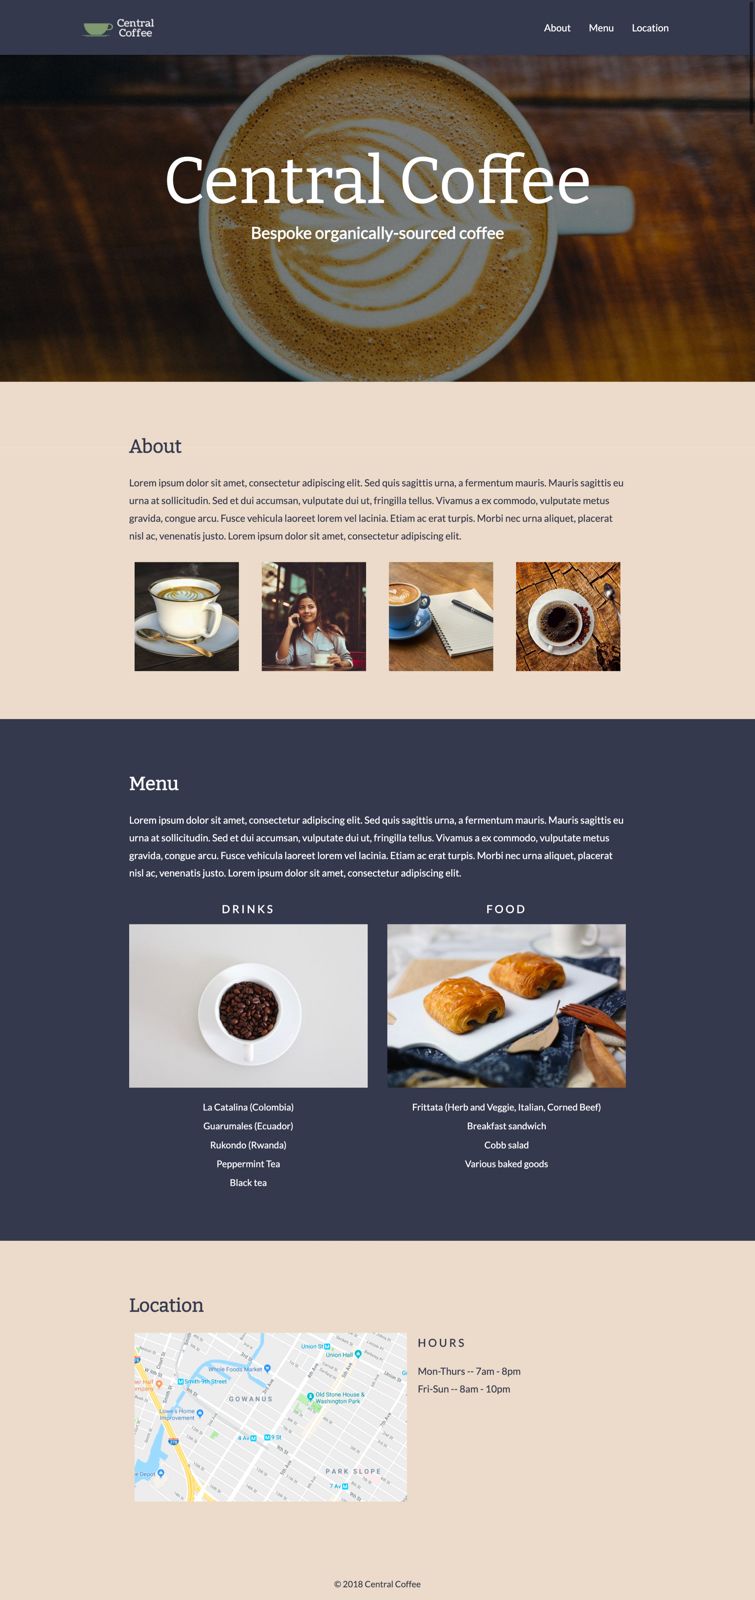 Central
Coffee
About
Menu
Location
Central Coffee
Bespoke organically-sourced coffee
About
Lorem ipsum dolor sit amet, consectetur adipiscing elit. Sed quis sagittis urna, a fermentum mauris. Mauris sagittis eu
urna at sollicitudin. Sed et dui accumsan, vulputate dui ut, fringilla tellus. Vivamus a ex commodo, vulputate metus
gravida, congue arcu. Fusce vehicula laoreet lorem vel lacinia. Etiam ac erat turpis. Morbi nec urna aliquet, placerat
nisl ac, venenatis justo. Lorem ipsum dolor sit amet, consectetur adipiscing elit.
Menu
Lorem ipsum dolor sit amet, consectetur adipiscing elit. Sed quis sagittis urna, a fermentum mauris. Mauris sagittis eu
urna at sollicitudin. Sed et dui accumsan, vulputate dui ut, fringilla tellus. Vivamus a ex commodo, vulputate metus
gravida, congue arcu. Fusce vehicula laoreet lorem vel lacinia. Etiam ac erat turpis. Morbi nec urna aliquet, placerat
nisl ac, venenatis justo. Lorem ipsum dolor sit amet, consectetur adipiscing elit.
DRINKS
La Catalina (Colombia)
Guarumales (Ecuador)
Rukondo (Rwanda)
Peppermint Tea
Black tea
FOOD
Frittata (Herb and Veggie, Italian, Corned Beef)
Breakfast sandwich
Cobb salad
Various baked goods
Location
Union St
Union Hall
Whole Foods Market
Smith-9th Street
GOWANUS
Old Stone House &
Washington Park
Lowe's Home
Improvement
4 Av
9 St
PARK SLOPE
7 Av
HOURS
Mon-Thurs -- 7am - 8pm
Fri-Sun -- 8am - 10pm
© 2018 Central Coffee